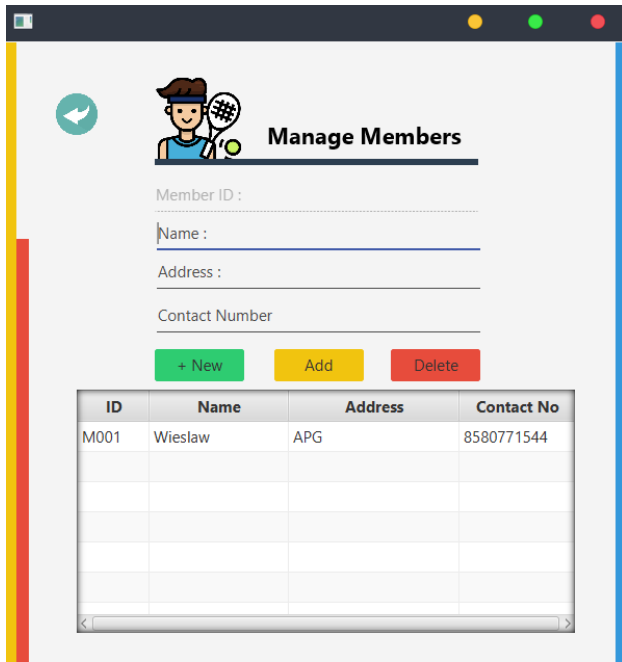 Manage Members
Member ID :
Name :
Address :
Contact Number
+ New Add Delete
ID Name Address Contact No
M001 Wieslaw APG 8580771544